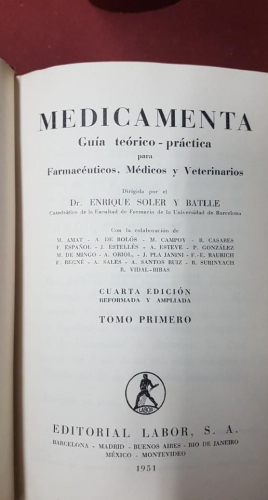 MEDICAMENTA
Guía teórico-práctica
para
Farmacéuticos, Médicos y Veterinarios
Dirigida por el
Dr. ENRIQUE SOLER Y BATLLE
Catedrático de la Facultad de Farmacia de la Universidad de Barcelona
Con la colaboración de
M. AMAT - A. DE BOLÓS - M. CAMPOY - R. CASARES
F. ESPAÑOL - J. ESTELLÉS - A. ESTEVE - P. GONZÁLEZ
M. DE MINGO - A. ORIOL - J. PLA JANINI - F.-E. RAURICH
F. REGNÉ - A. SALES - A. SANTOS RUIZ - B. SURINYACH
R. VIDAL-RIBAS
CUARTA EDICIÓN
REFORMADA Y AMPLIADA
TOMO PRIMERO
LABOR
EDITORIAL LABOR, S. A.
BARCELONA - MADRID - BUENOS AIRES - RIO DE JANEIRO
MÉXICO - MONTEVIDEO
1951